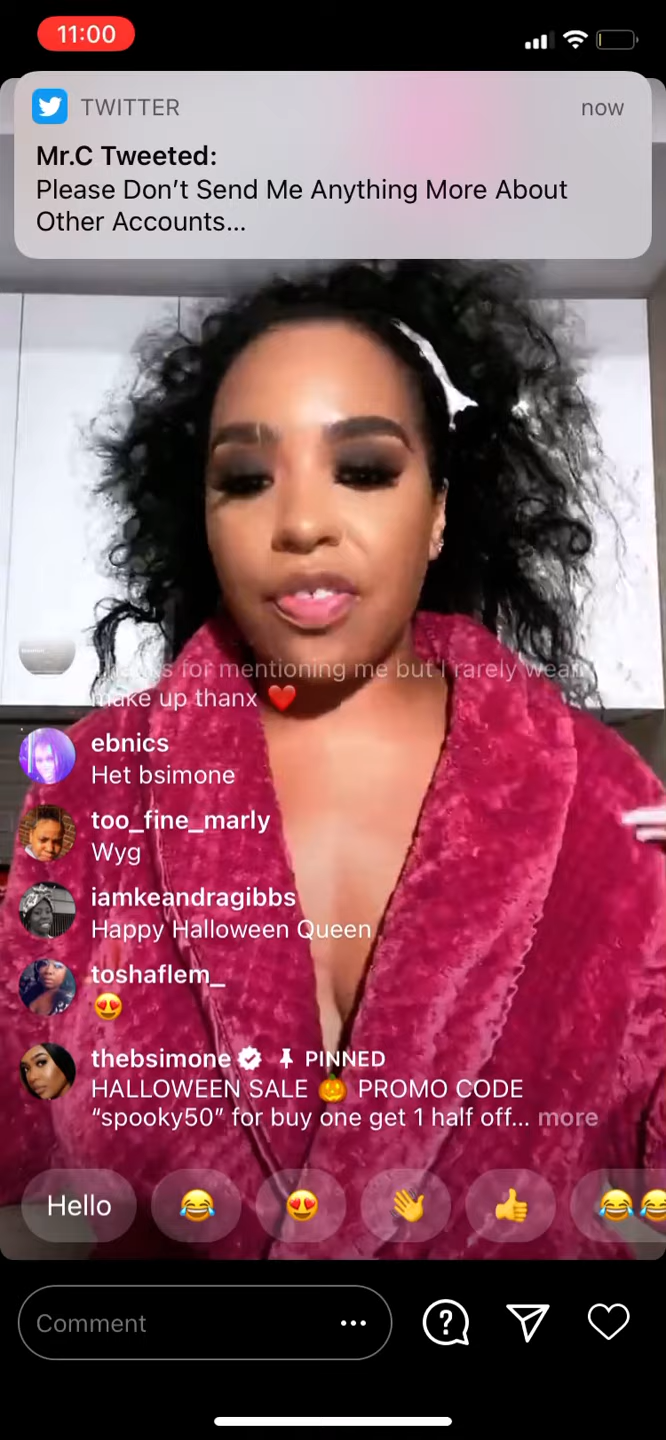 11:00
TWITTER
now
Mr.C Tweeted:
Please Don’t Send Me Anything More About
Other Accounts...
thanks for mentioning me but I rarely wear
make up thanx ❤️
ebnics
Het bsimone
too_fine_marly
Wyg
iamkeandragibbs
Happy Halloween Queen
toshaflem_
😍
thebsimone PINNED
HALLOWEEN SALE 🎃 PROMO CODE
“spooky50” for buy one get 1 half off... more
Hello 😂 😍 👋 👍 😂😂
Comment